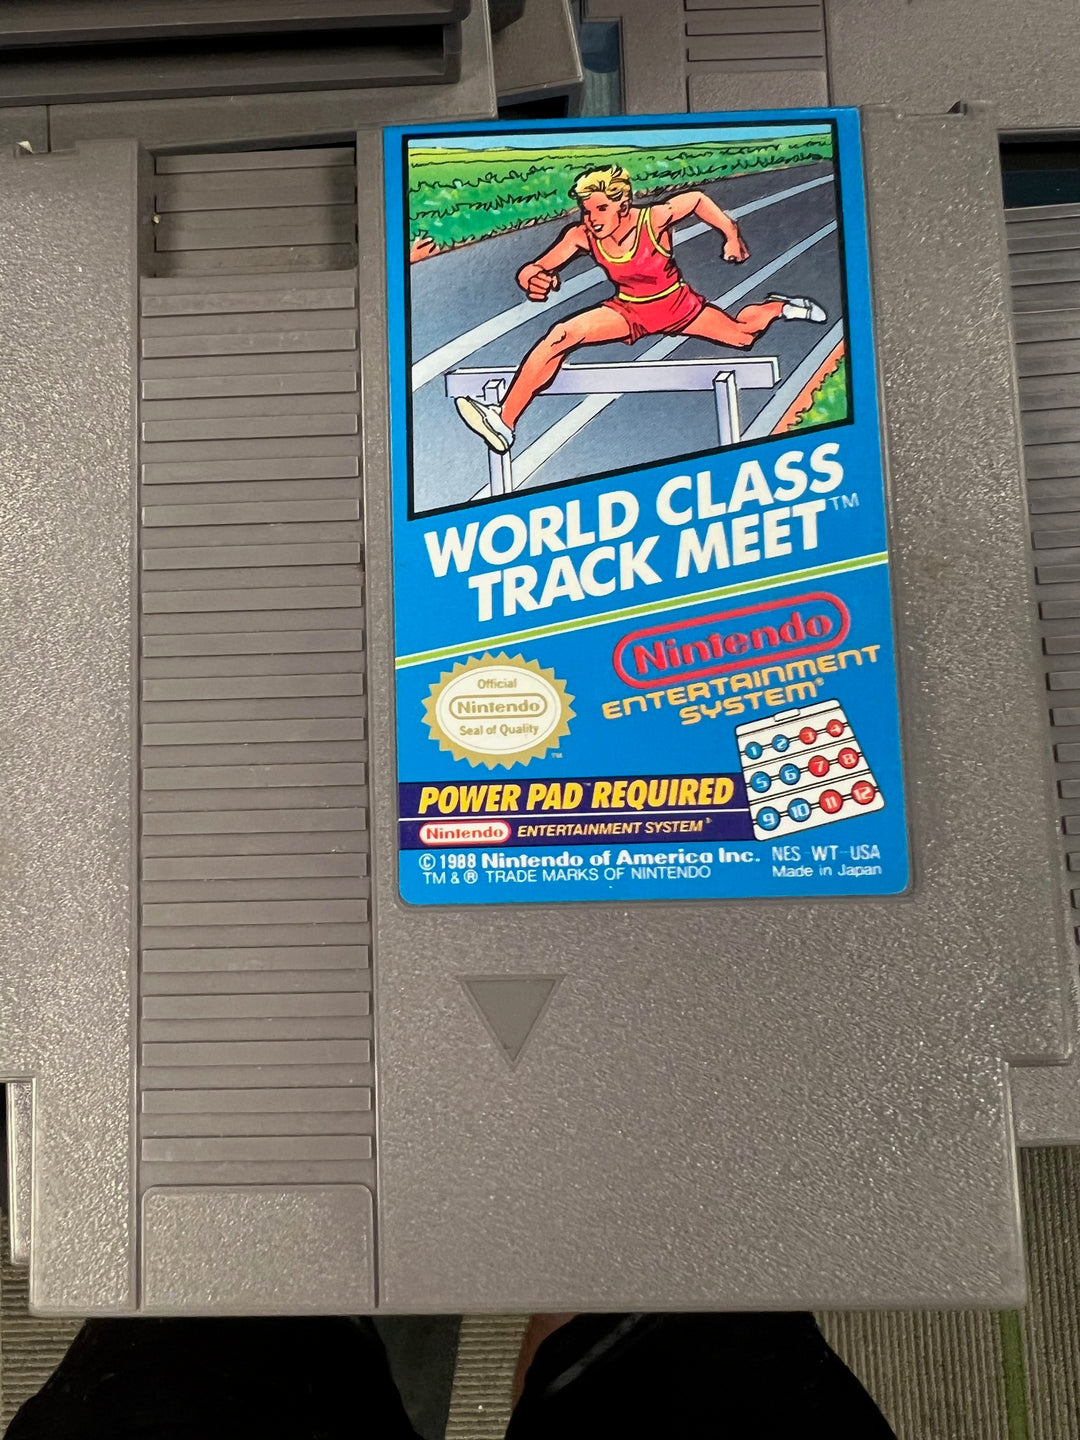 WORLD CLASS
TRACK MEET™
Nintendo
ENTERTAINMENT
SYSTEM®
Official
Nintendo
Seal of Quality
TM
1 2 3 4
5 6 7 8
9 10 11 12
POWER PAD REQUIRED
Nintendo ENTERTAINMENT SYSTEM®
© 1988 Nintendo of America Inc.
TM & ® TRADE MARKS OF NINTENDO
NES-WT-USA
Made in Japan